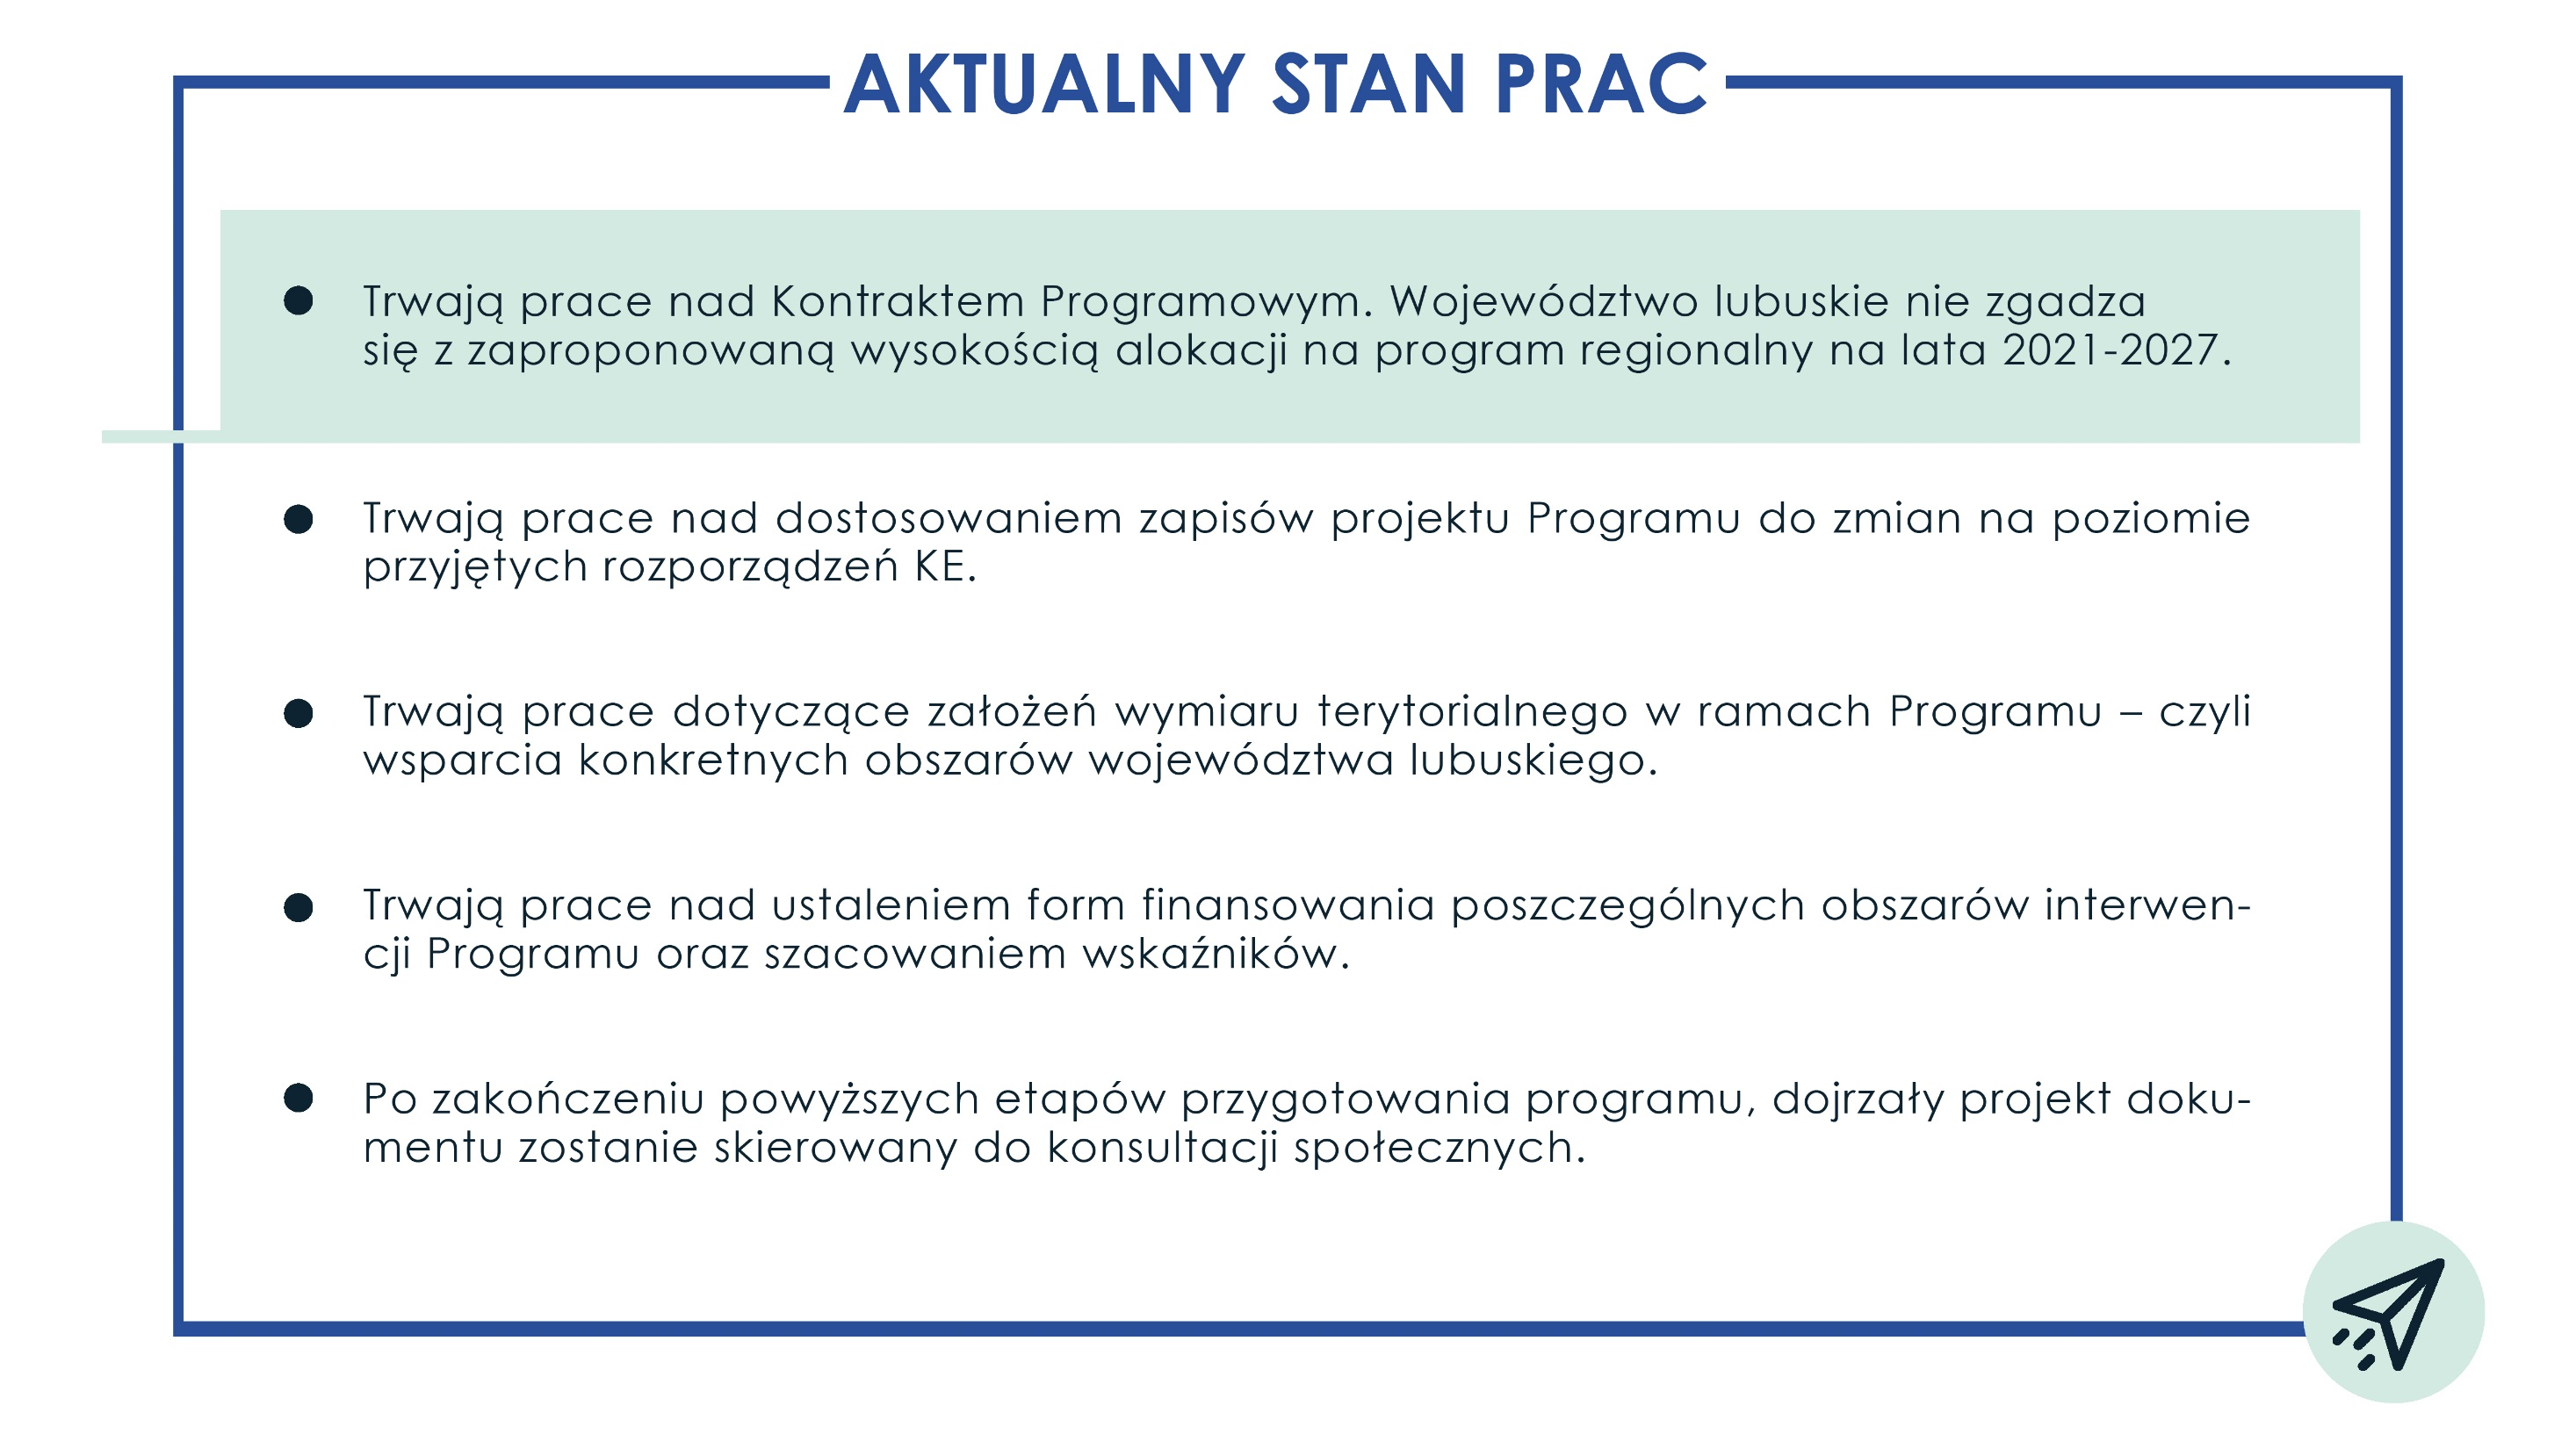 AKTUALNY STAN PRAC
● Trwają prace nad Kontraktem Programowym. Województwo lubuskie nie zgadza
się z zaproponowaną wysokością alokacji na program regionalny na lata 2021-2027.
● Trwają prace nad dostosowaniem zapisów projektu Programu do zmian na poziomie
przyjętych rozporządzeń KE.
● Trwają prace dotyczące założeń wymiaru terytorialnego w ramach Programu – czyli
wsparcia konkretnych obszarów województwa lubuskiego.
● Trwają prace nad ustaleniem form finansowania poszczególnych obszarów interwen-
cji Programu oraz szacowaniem wskaźników.
● Po zakończeniu powyższych etapów przygotowania programu, dojrzały projekt doku-
mentu zostanie skierowany do konsultacji społecznych.